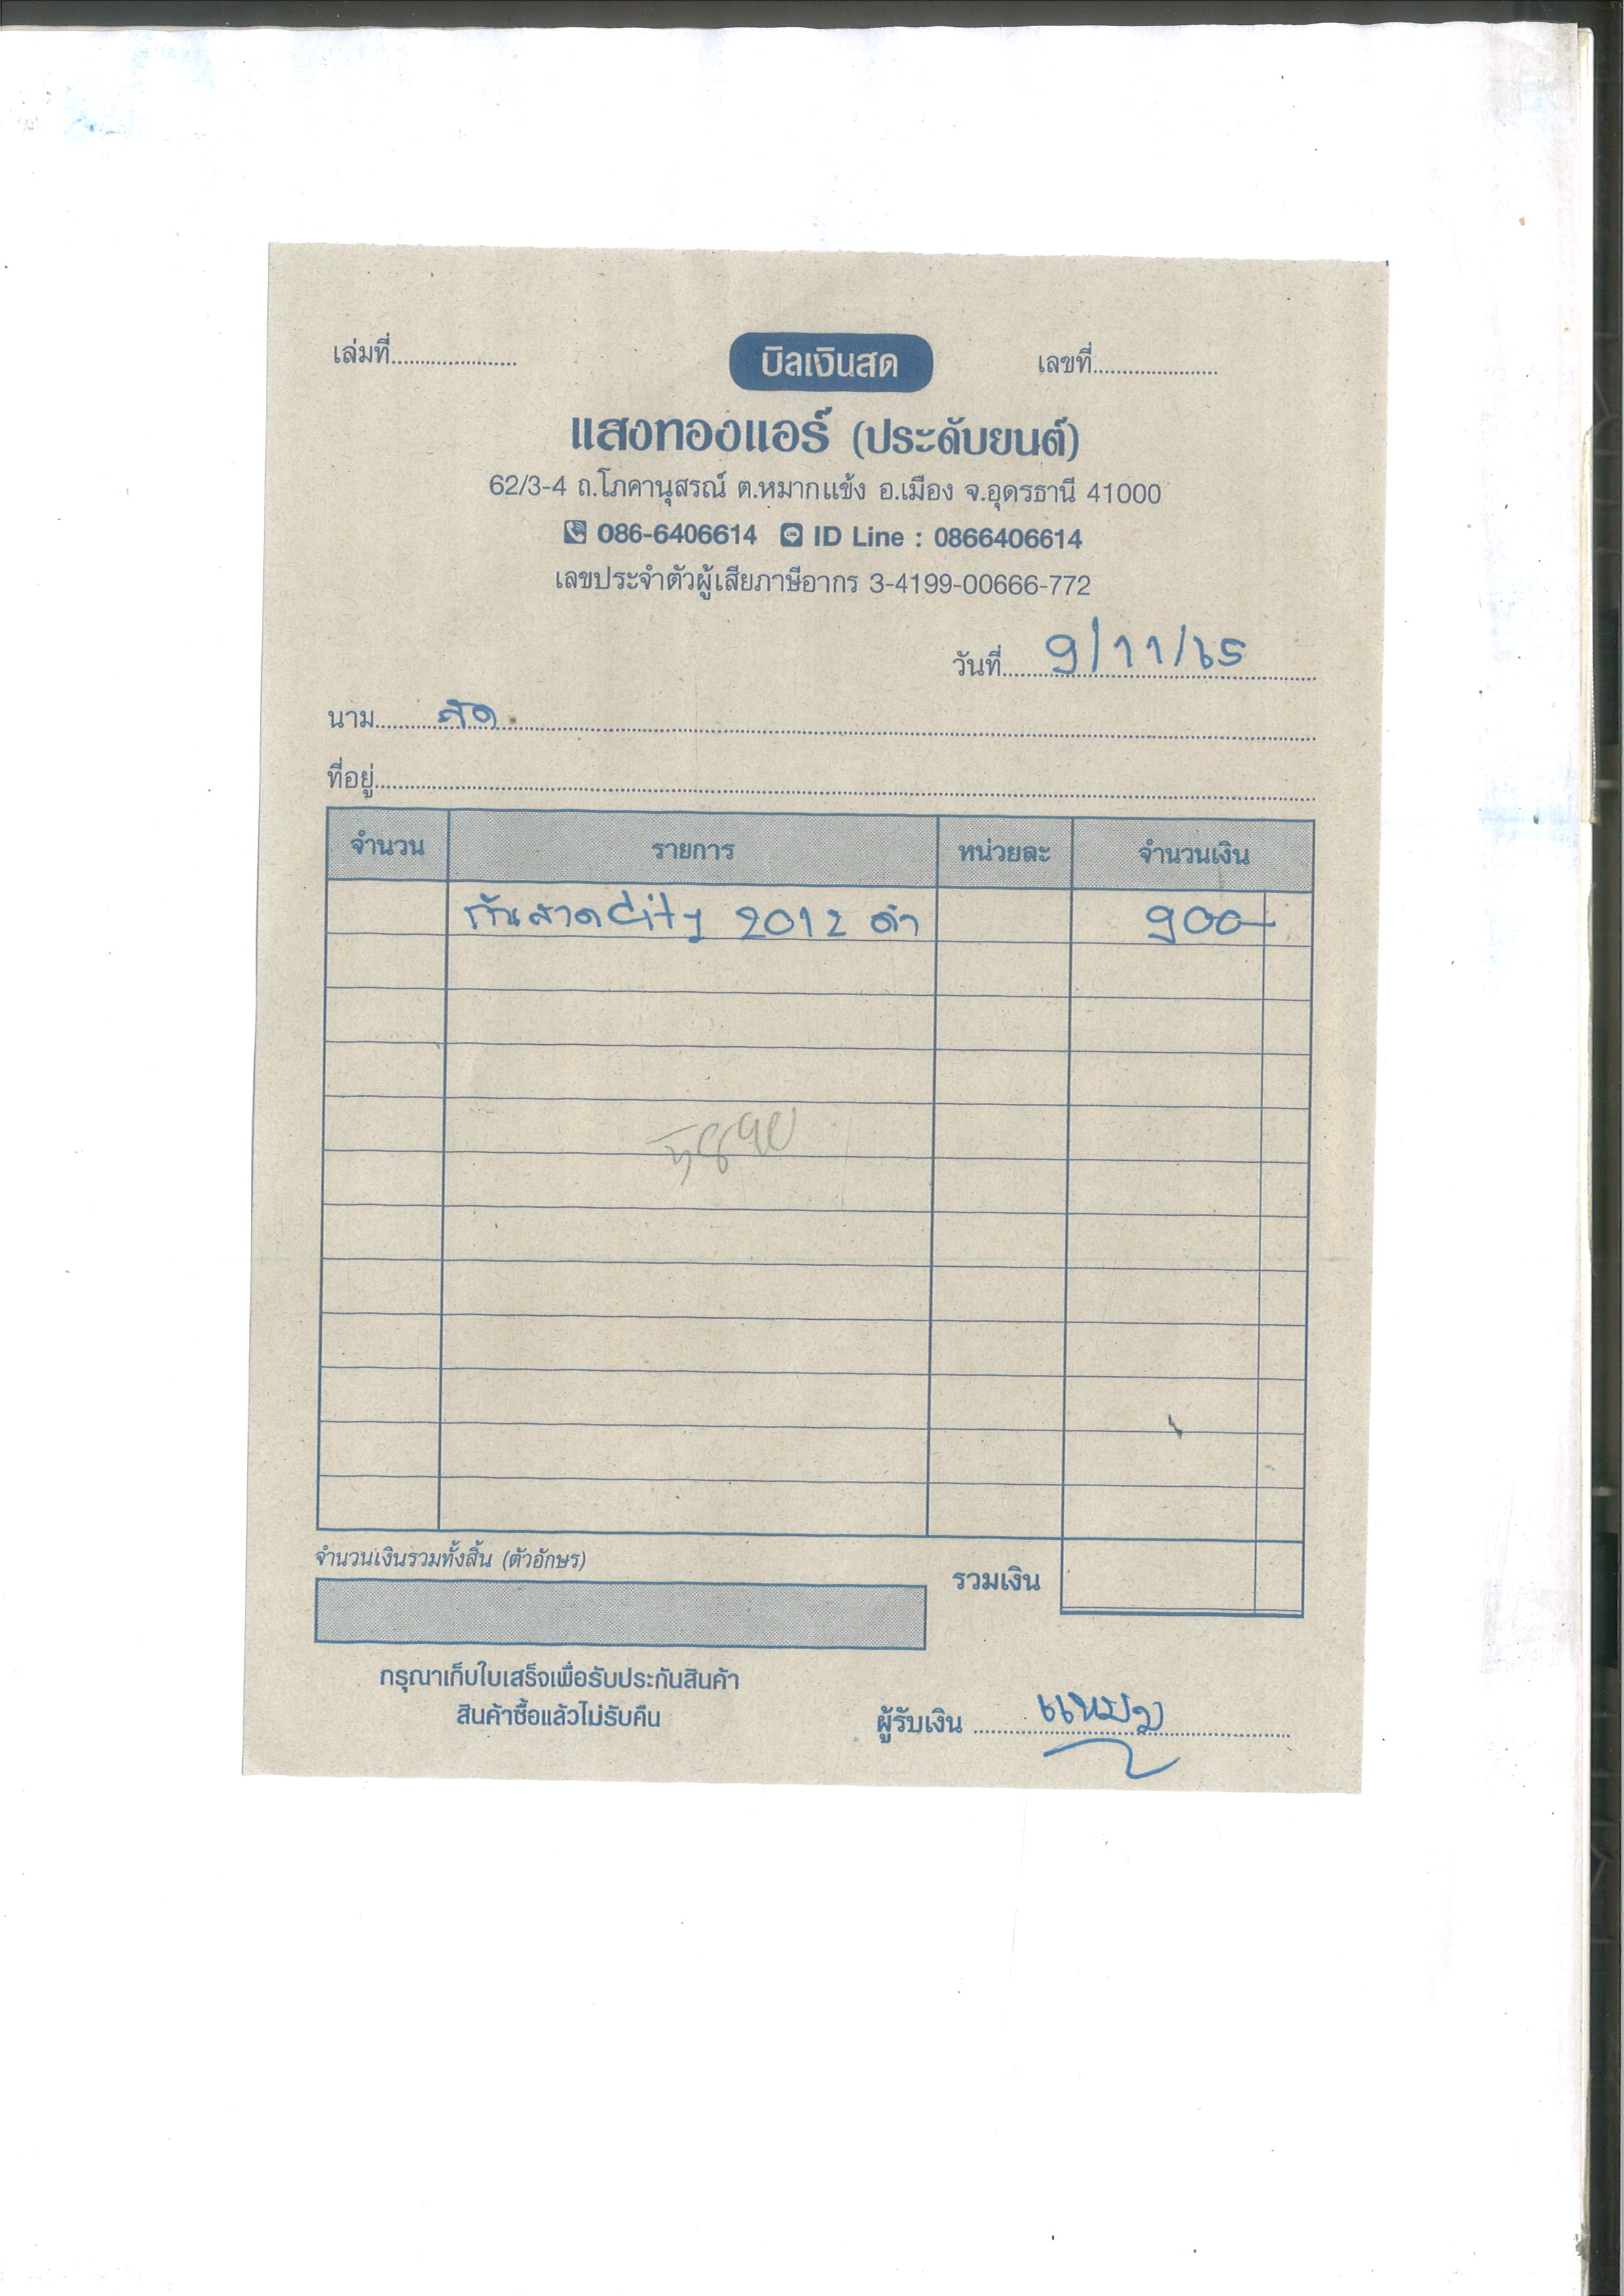 เล่มที่..................... บิลเงินสด เลขที่.....................
แสงทองแอร์ (ประดับยนต์)
62/3-4 ถ.โภคานุสรณ์ ต.หมากแข้ง อ.เมือง จ.อุดรธานี 41000
086-6406614 ID Line : 0866406614
เลขประจำตัวผู้เสียภาษีอากร 3-4199-00666-772
วันที่ 9/11/65
นาม สด
ที่อยู่
จำนวน รายการ หน่วยละ จำนวนเงิน
กันสาด City 2012 ดำ 900-
จำนวนเงินรวมทั้งสิ้น (ตัวอักษร)
รวมเงิน
กรุณาเก็บใบเสร็จเพื่อรับประกันสินค้า
สินค้าซื้อแล้วไม่รับคืน
ผู้รับเงิน